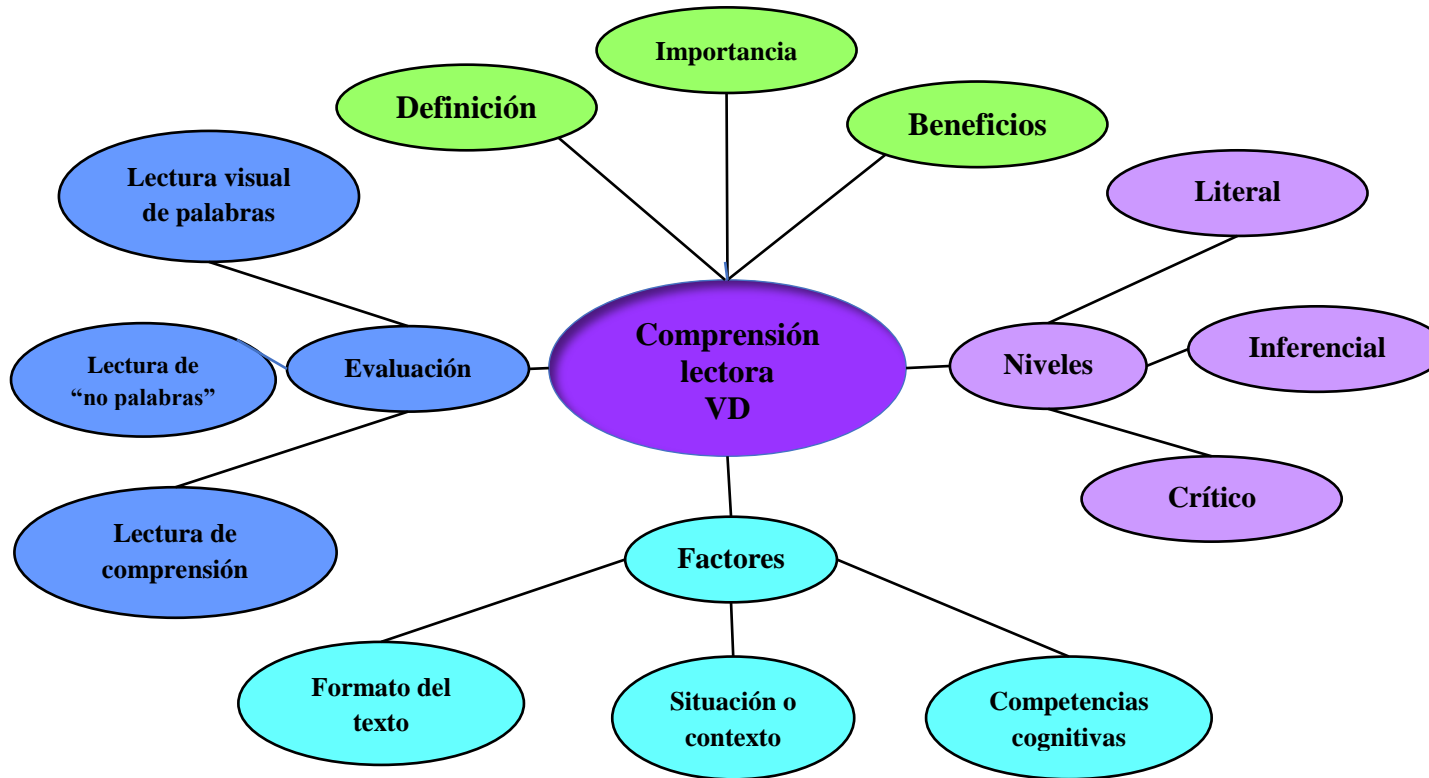 Importancia
Definición
Beneficios
Lectura visual
de palabras
Literal
Comprensión
lectora
VD
Evaluación
Lectura de
“no palabras”
Niveles
Inferencial
Lectura de
comprensión
Crítico
Factores
Formato del
texto
Situación o
contexto
Competencias
cognitivas